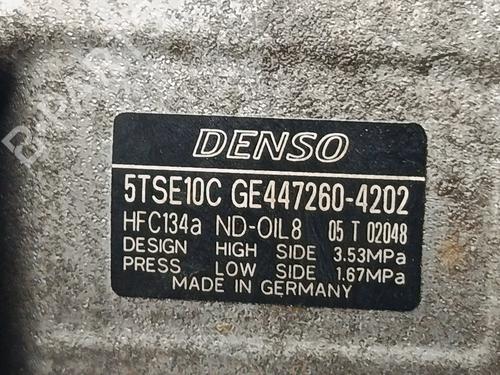 DENSO
5TSE10C GE447260-4202
HFC134a ND-OIL8 05 T 02048
DESIGN HIGH SIDE 3.53MPa
PRESS LOW SIDE 1.67MPa
MADE IN GERMANY
B-PARTS